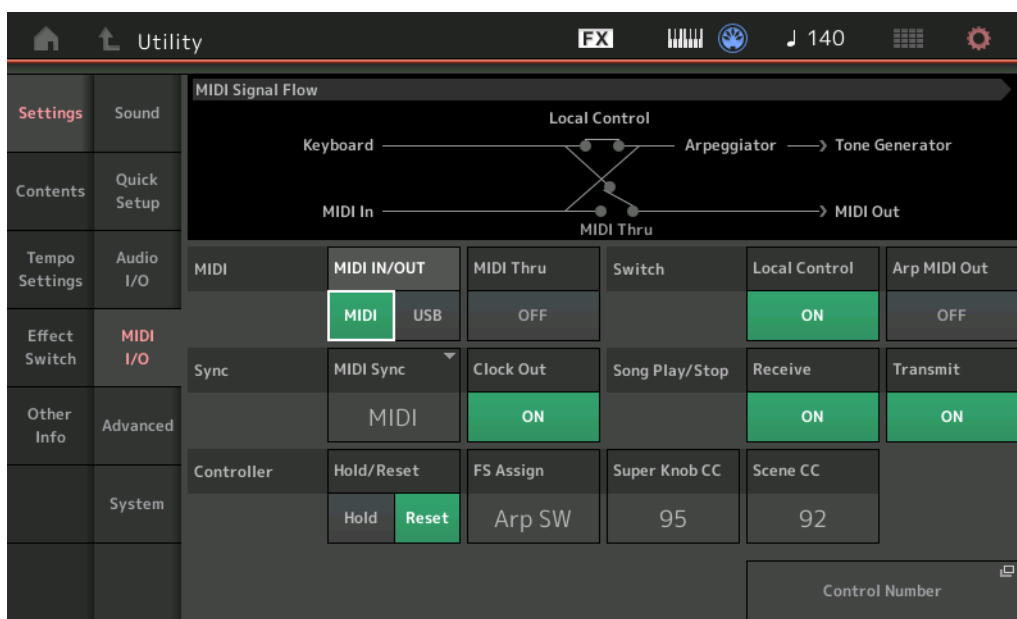 Utility
FX
♩ 140
Settings
Contents
Tempo
Settings
Effect
Switch
Other
Info
Sound
Quick
Setup
Audio
I/O
MIDI
I/O
Advanced
System
MIDI Signal Flow
Local Control
Keyboard
Arpeggiator
Tone Generator
MIDI In
MIDI Out
MIDI Thru
MIDI
MIDI IN/OUT
MIDI USB
MIDI Thru
OFF
Switch
Local Control
ON
Arp MIDI Out
OFF
Sync
MIDI Sync
MIDI
Clock Out
ON
Song Play/Stop
Receive
ON
Transmit
ON
Controller
Hold/Reset
Hold Reset
FS Assign
Arp SW
Super Knob CC
95
Scene CC
92
Control Number